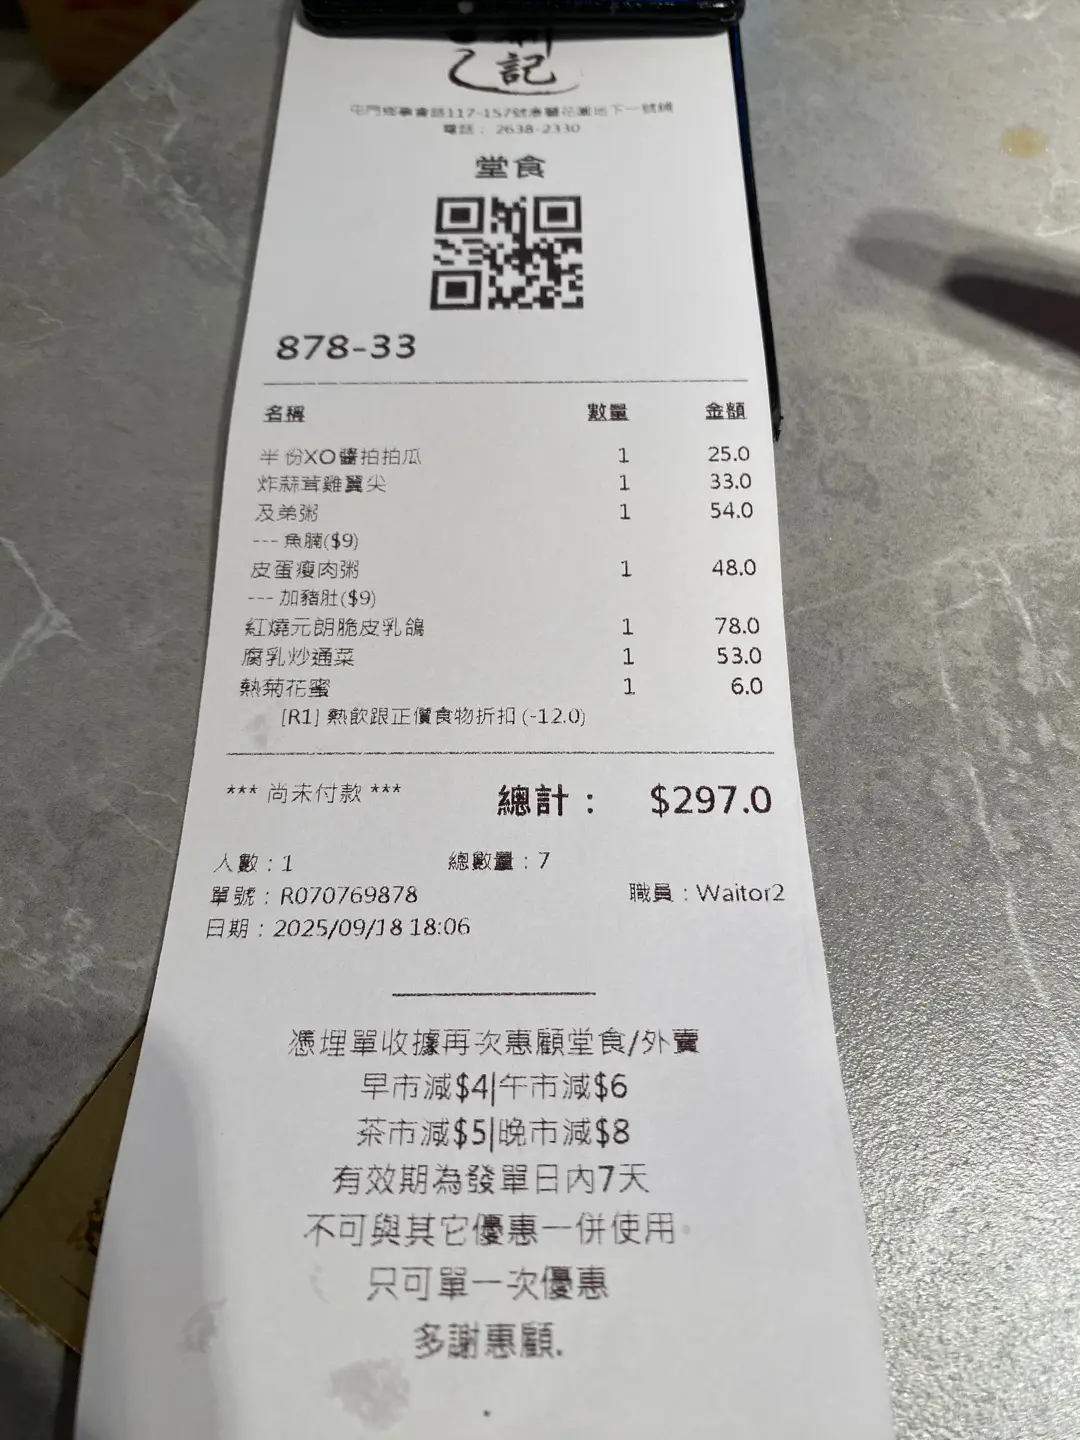 記
屯門鄉事會路117-157號惠豐花園地下一號鋪
電話： 2638-2330
堂食
878-33
名稱 數量 金額
半份XO醬拍拍瓜 1 25.0
炸蒜茸雞翼尖 1 33.0
及弟粥 1 54.0
--- 魚腩($9)
皮蛋瘦肉粥 1 48.0
--- 加豬肚($9)
紅燒元朗脆皮乳鴿 1 78.0
腐乳炒通菜 1 53.0
熱菊花蜜 1 6.0
[R1] 熱飲跟正價食物折扣 (-12.0)
*** 尚未付款 *** 總計： $297.0
人數：1 總數量：7
單號：R070769878 職員：Waitor2
日期：2025/09/18 18:06
憑埋單收據再次惠顧堂食/外賣
早市減$4|午市減$6
茶市減$5|晚市減$8
有效期為發單日內7天
不可與其它優惠一併使用
只可單一次優惠
多謝惠顧.